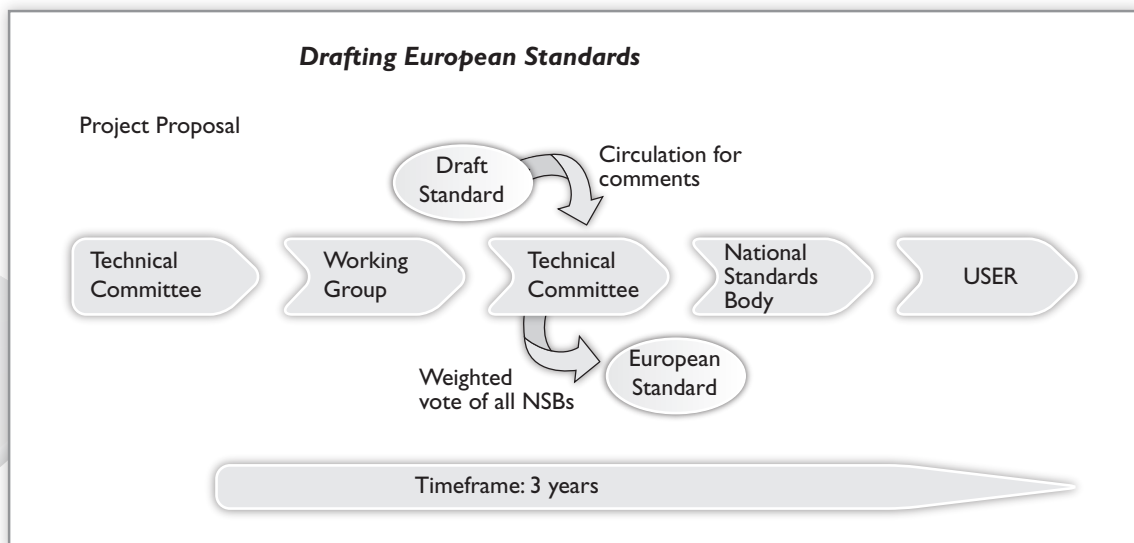 Drafting European Standards
Project Proposal
Draft
Standard
Circulation for
comments
Technical
Committee
Working
Group
Technical
Committee
National
Standards
Body
USER
Weighted
vote of all NSBs
European
Standard
Timeframe: 3 years